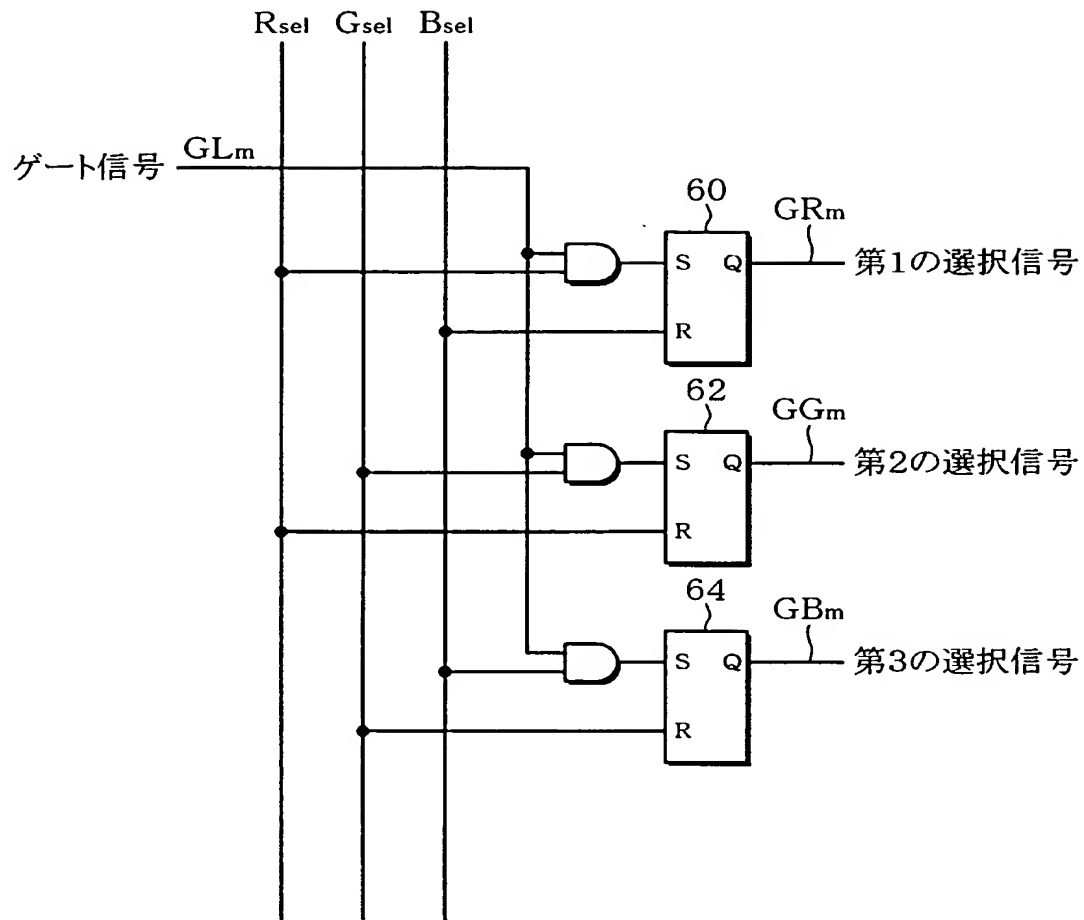 Rsel Gsel Bsel
ゲート信号 GLm
60
GRm
S Q
第1の選択信号
R
62
GGm
S Q
第2の選択信号
R
64
GBm
S Q
第3の選択信号
R